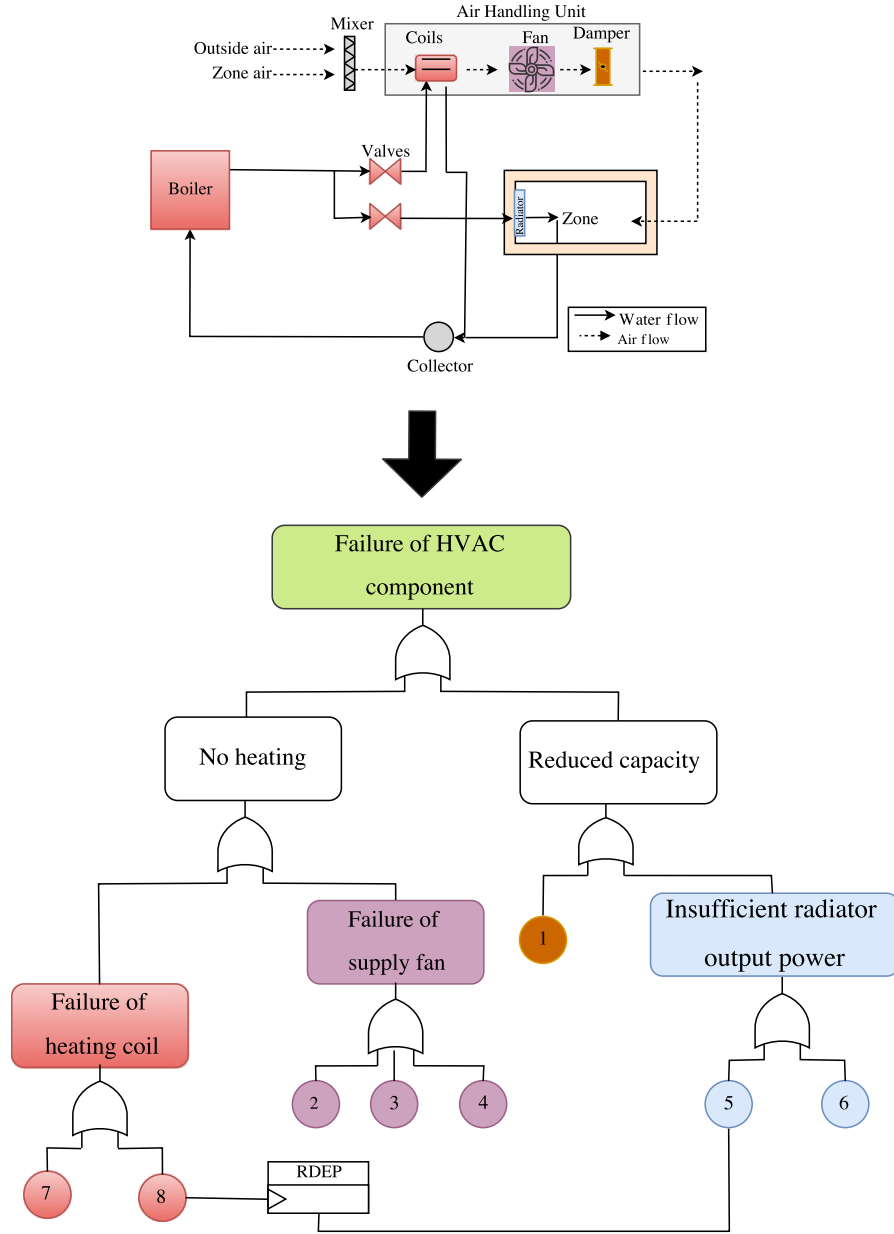 Air Handling Unit
Mixer
Coils
Fan
Damper
Outside air
Zone air
Valves
Boiler
Radiator
Zone
Water flow
Air flow
Collector
Failure of HVAC
component
No heating
Reduced capacity
Failure of
supply fan
1
Insufficient radiator
output power
Failure of
heating coil
2
3
4
5
6
7
8
RDEP